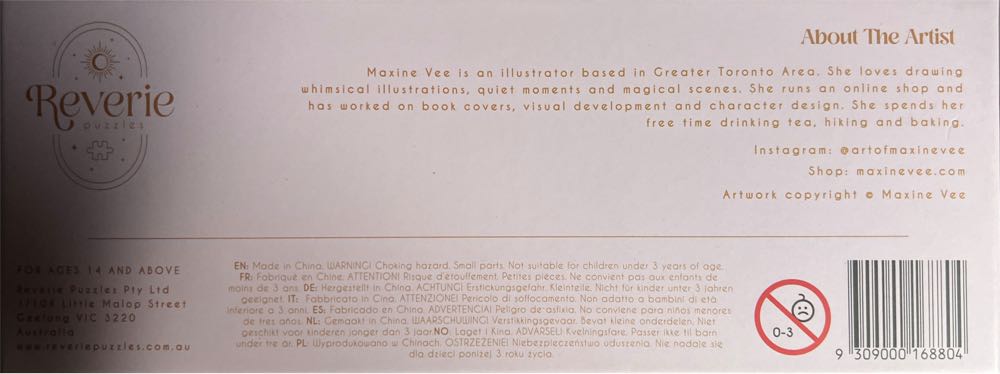 Reverie
puzzles
About The Artist
Maxine Vee is an illustrator based in Greater Toronto Area. She loves drawing
whimsical illustrations, quiet moments and magical scenes. She runs an online shop and
has worked on book covers, visual development and character design. She spends her
free time drinking tea, hiking and baking.
Instagram: @artofmaxinevee
Shop: maxinevee.com
Artwork copyright © Maxine Vee
FOR AGES 14 AND ABOVE
Reverie Puzzles Pty Ltd
Little Malop Street
Geelong VIC 3220
Australia
www.reveriepuzzles.com.au
EN: Made in China. WARNING! Choking hazard. Small parts. Not suitable for children under 3 years of age.
FR: Fabriqué en Chine. ATTENTION! Risque d'étouffement. Petites pièces. Ne convient pas aux enfants de
moins de 3 ans. DE: Hergestellt in China. ACHTUNG! Erstickungsgefahr. Kleinteile. Nicht für kinder unter 3 Jahren
geeignet. IT: Fabbricato in Cina. ATTENZIONE! Pericolo di soffocamento. Non adatto a bambini di età
inferiore a 3 anni. ES: Fabricado en China. ADVERTENCIA! Peligro de asfixia. No conviene para niños menores
de tres años. NL: Gemaakt in China. WAARSCHUWING! Verstikkingsgevaar. Bevat kleine onderdelen. Niet
geschikt voor kinderen jonger dan 3 jaar NO: Laget i Kina. ADVARSEL! Kvelningsfare. Passer ikke til barn
under tre år. PL: Wyprodukowano w Chinach. OSTRZEŻENIE! Niebezpieczeństwo uduszenia. Nie nadaje się
dla dzieci poniżej 3 roku życia.
0-3
9 309000 168804